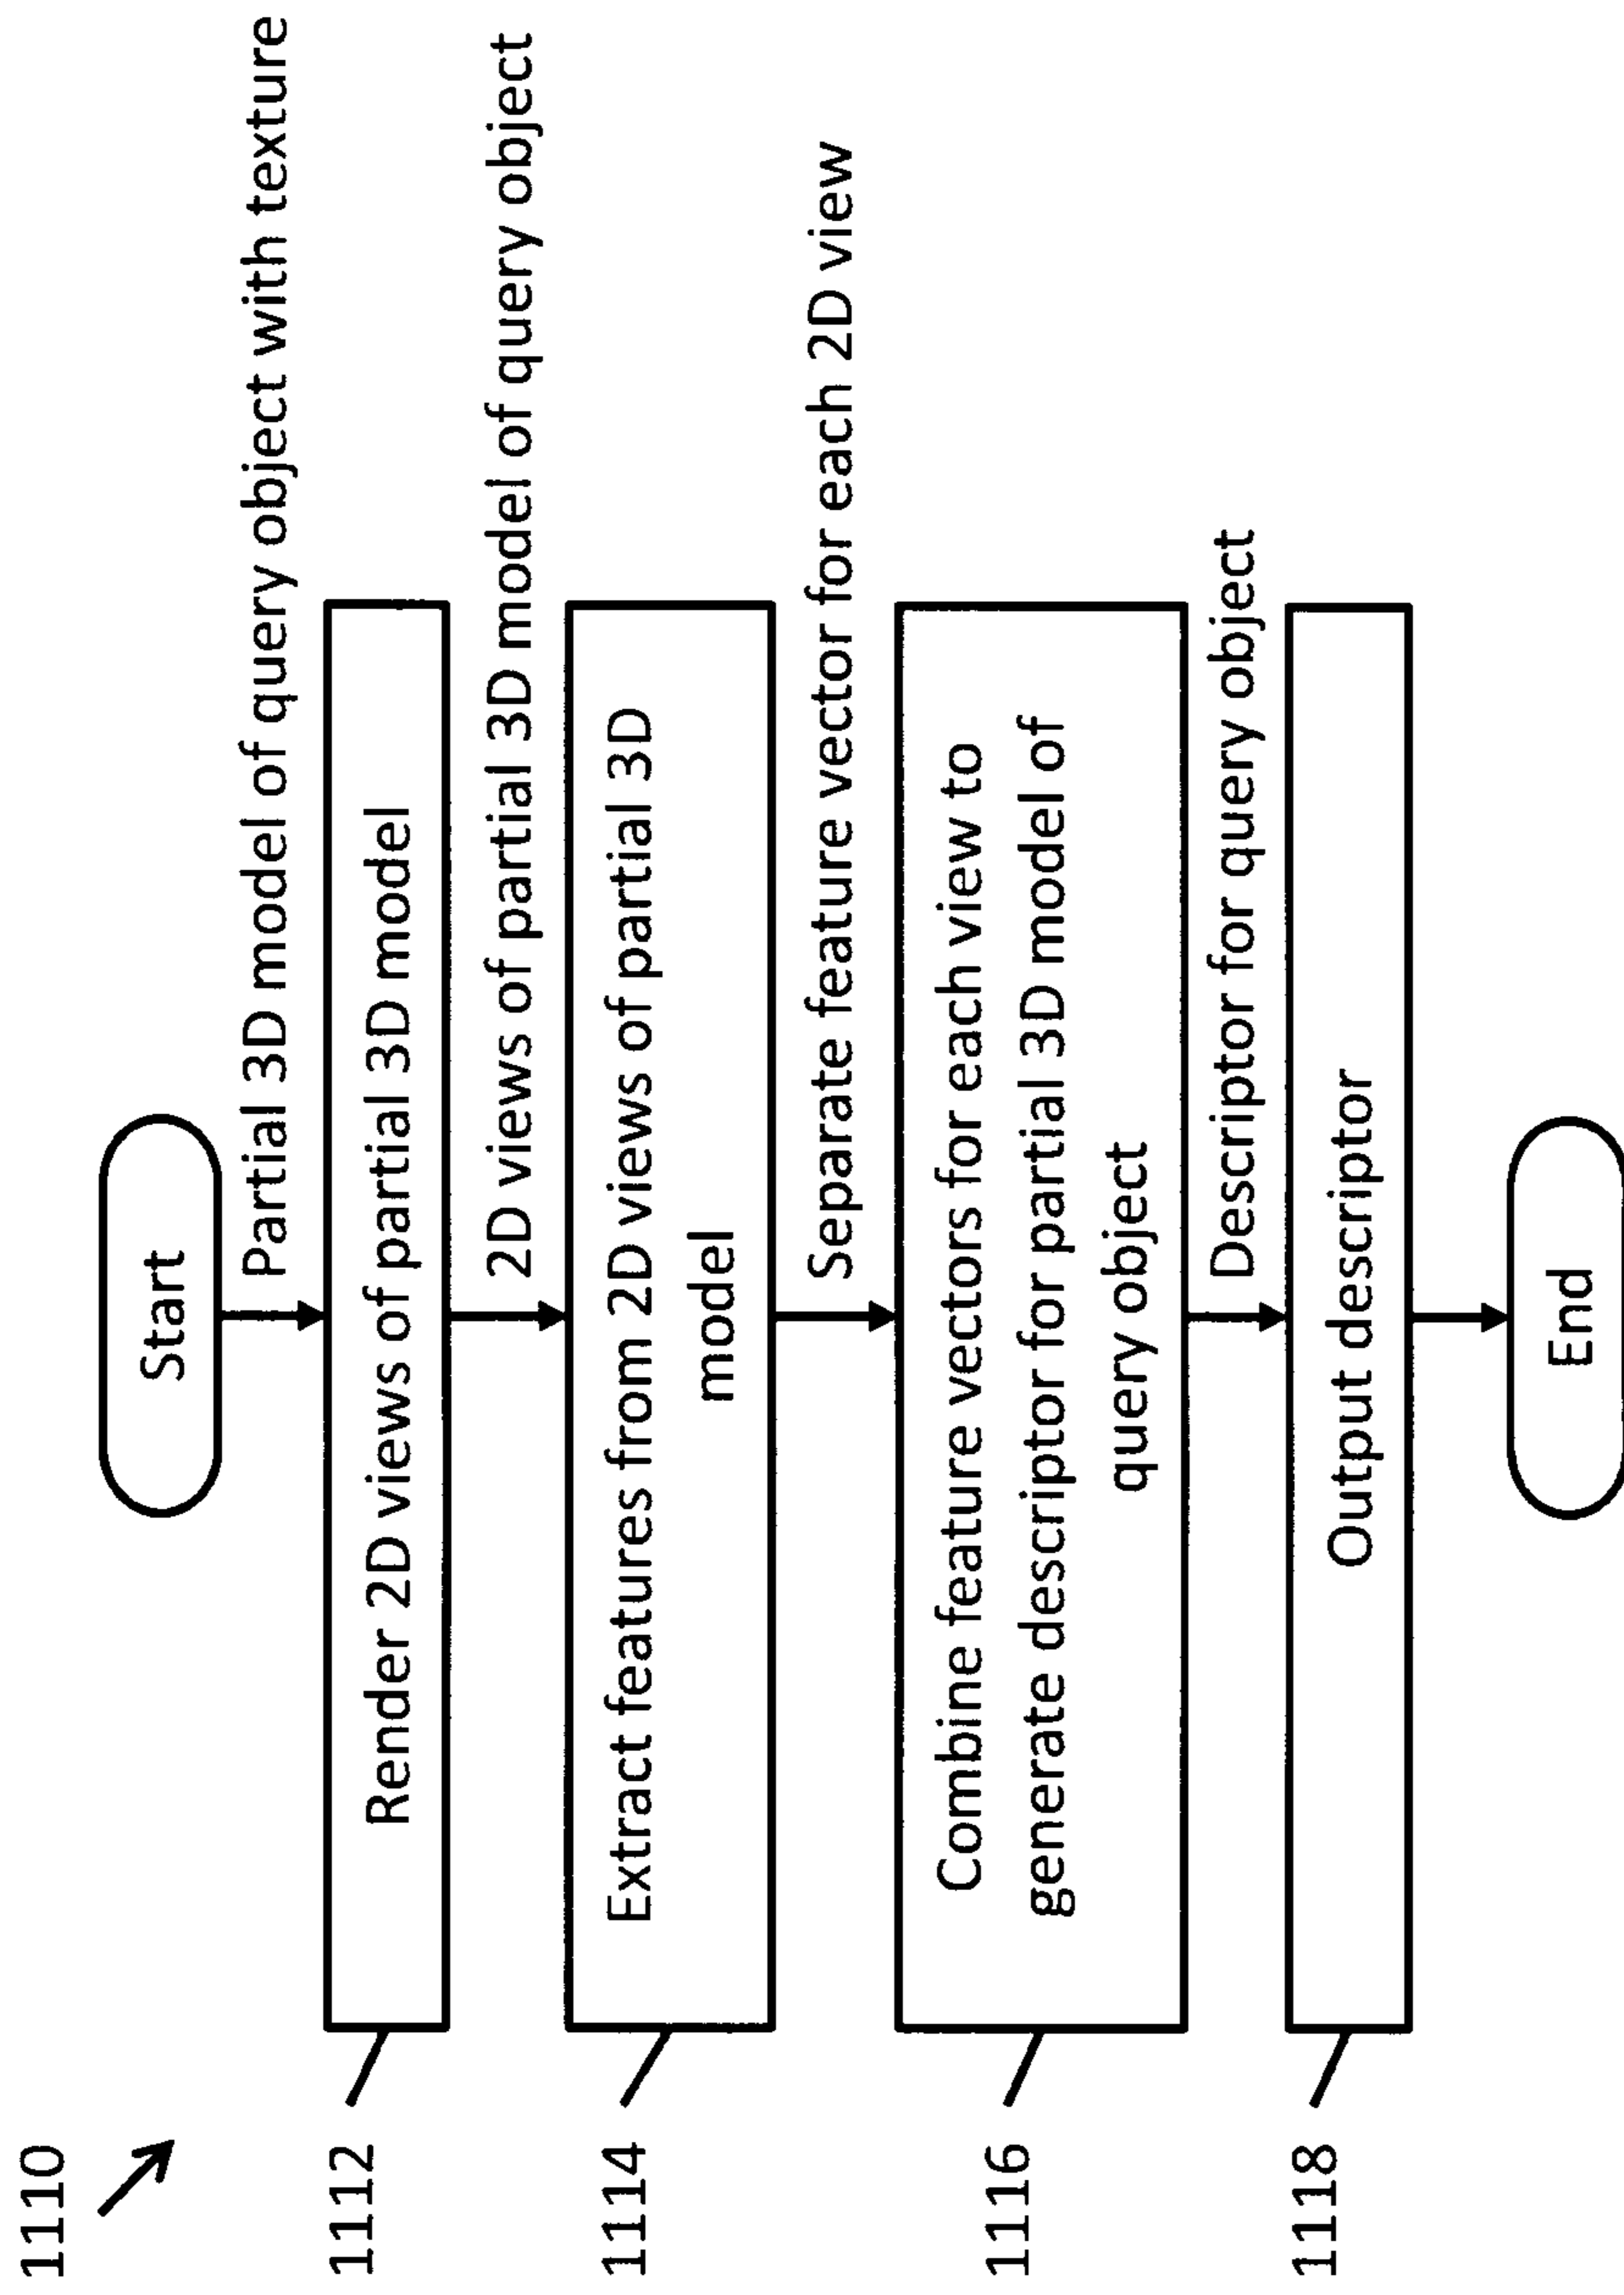 1110
Start
Partial 3D model of query object with texture
1112
Render 2D views of partial 3D model
2D views of partial 3D model of query object
1114
Extract features from 2D views of partial 3D
model
Separate feature vector for each 2D view
1116
Combine feature vectors for each view to
generate descriptor for partial 3D model of
query object
Descriptor for query object
1118
Output descriptor
End